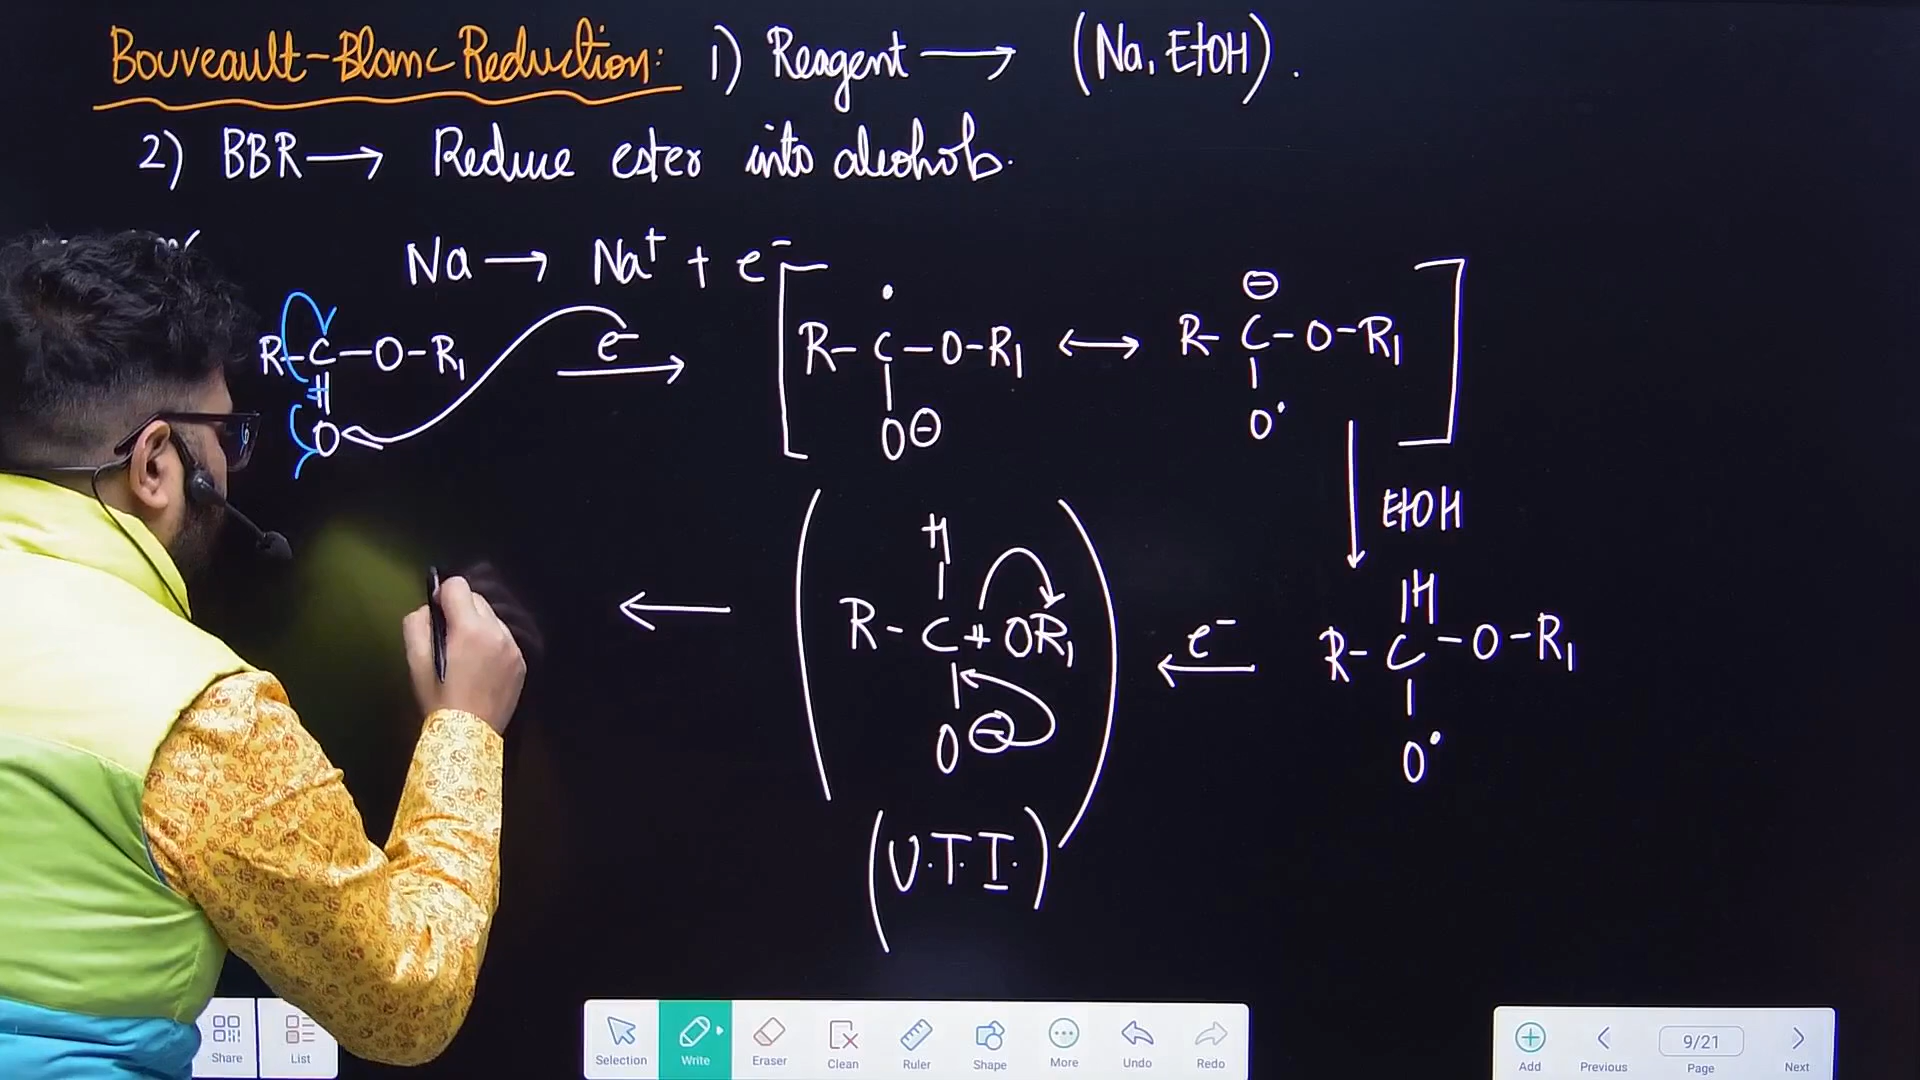 Bouveault-Blanc Reduction: 1) Reagent ⟶ (Na, EtOH).
2) BBR ⟶ Reduce ester into alcohols.
Na → Na⁺ + e⁻
R-C-O-R₁
O
e⁻
R-C-O-R₁
O⊖
↔
⊖
R-C-O-R₁
O•
EtOH
H
R-C-O-R₁
O•
e⁻
H
R-C-OR₁
O⊖
(U.T.I.)
Share
List
Selection
Write
Eraser
Clean
Ruler
Shape
More
Undo
Redo
Add
Previous
9/21
Page
Next